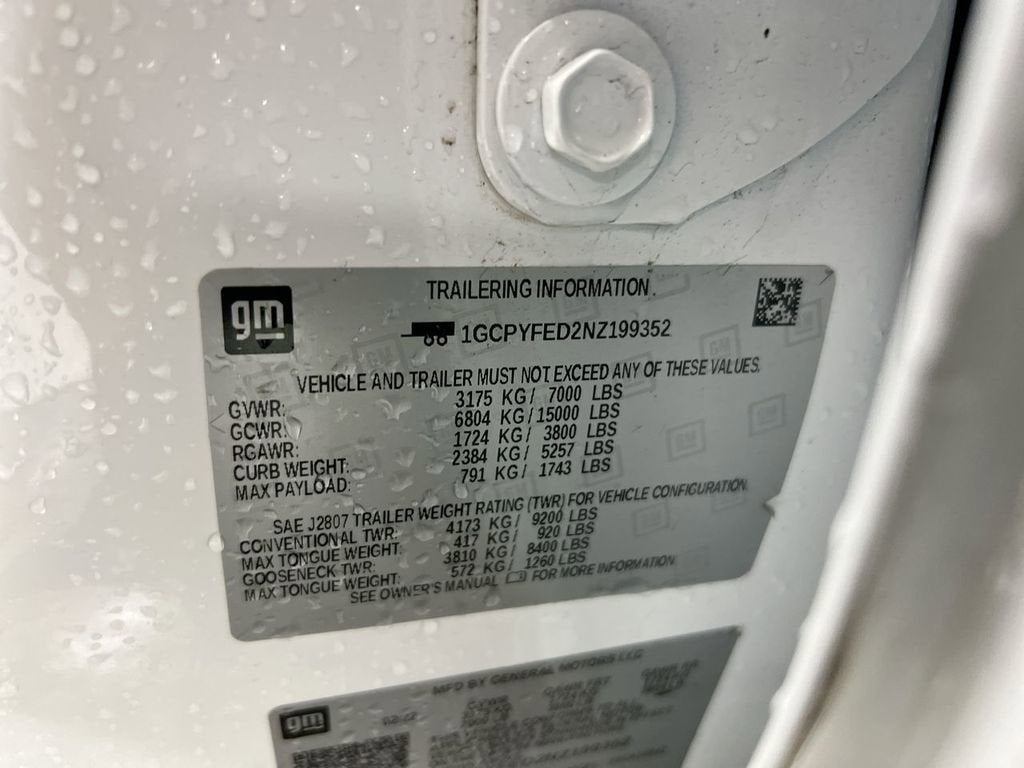 gm
TRAILERING INFORMATION
1GCPYFED2NZ199352
VEHICLE AND TRAILER MUST NOT EXCEED ANY OF THESE VALUES.
GVWR: 3175 KG/ 7000 LBS
GCWR: 6804 KG/15000 LBS
RGAWR: 1724 KG/ 3800 LBS
CURB WEIGHT: 2384 KG/ 5257 LBS
MAX PAYLOAD: 791 KG/ 1743 LBS
SAE J2807 TRAILER WEIGHT RATING (TWR) FOR VEHICLE CONFIGURATION
CONVENTIONAL TWR: 4173 KG/ 9200 LBS
MAX TONGUE WEIGHT: 417 KG/ 920 LBS
GOOSENECK TWR: 3810 KG/ 8400 LBS
MAX TONGUE WEIGHT: 572 KG/ 1260 LBS
SEE OWNER'S MANUAL FOR MORE INFORMATION
MFD BY GENERAL MOTORS LLC
gm